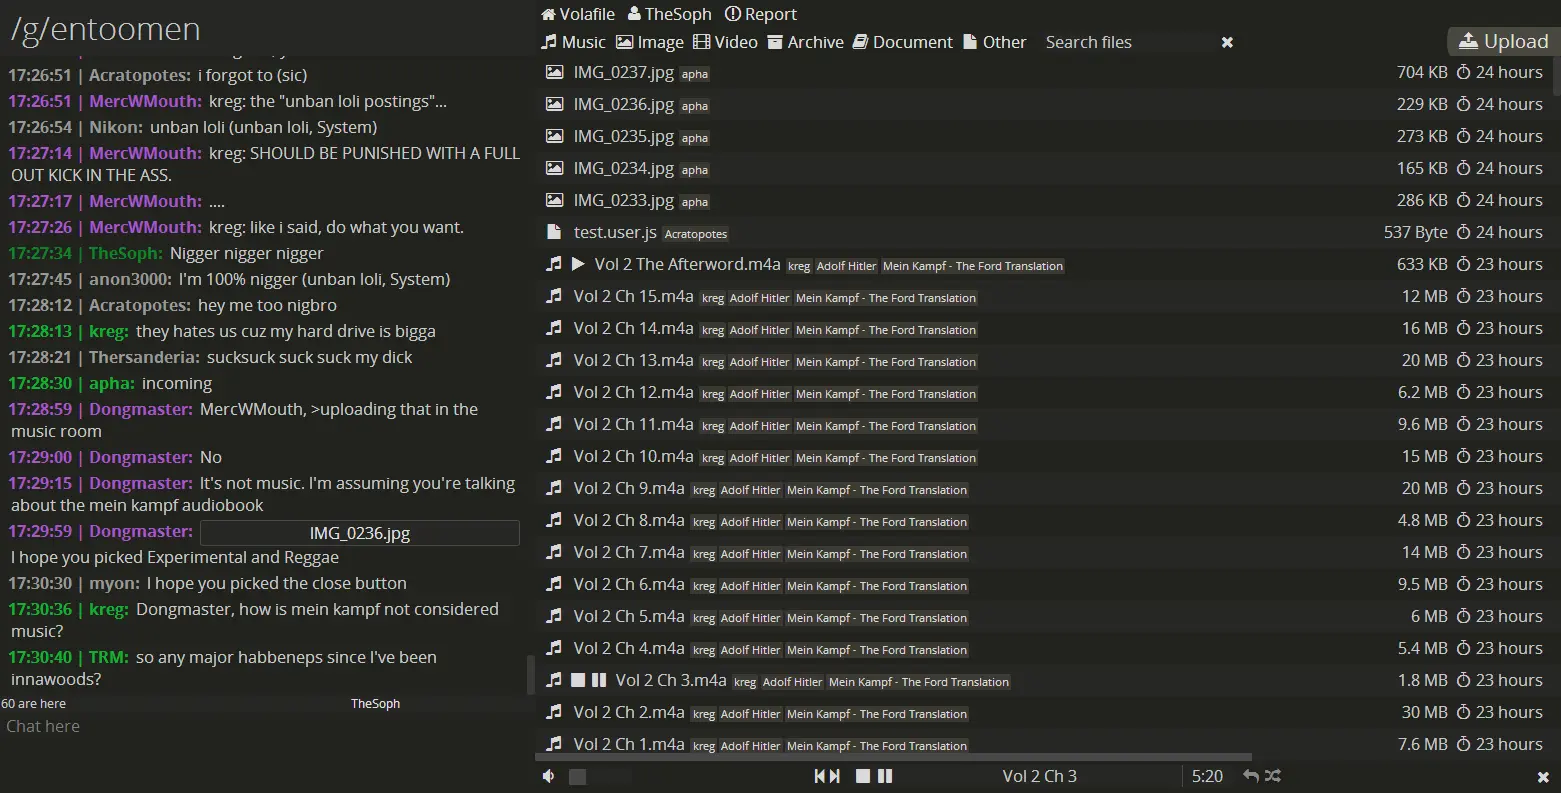 /g/entoomen
17:26:51 | Acratopotes: i forgot to (sic)
17:26:51 | MercWMouth: kreg: the "unban loli postings"...
17:26:54 | Nikon: unban loli (unban loli, System)
17:27:14 | MercWMouth: kreg: SHOULD BE PUNISHED WITH A FULL
OUT KICK IN THE ASS.
17:27:17 | MercWMouth: ....
17:27:26 | MercWMouth: kreg: like i said, do what you want.
17:27:34 | TheSoph: Nigger nigger nigger
17:27:45 | anon3000: I'm 100% nigger (unban loli, System)
17:28:12 | Acratopotes: hey me too nigbro
17:28:13 | kreg: they hates us cuz my hard drive is bigga
17:28:21 | Thersanderia: sucksuck suck suck my dick
17:28:30 | apha: incoming
17:28:59 | Dongmaster: MercWMouth, >uploading that in the
music room
17:29:00 | Dongmaster: No
17:29:15 | Dongmaster: It's not music. I'm assuming you're talking
about the mein kampf audiobook
17:29:59 | Dongmaster: IMG_0236.jpg
I hope you picked Experimental and Reggae
17:30:30 | myon: I hope you picked the close button
17:30:36 | kreg: Dongmaster, how is mein kampf not considered
music?
17:30:40 | TRM: so any major habbeneps since I've been
innawoods?
60 are here TheSoph
Chat here
Volafile TheSoph Report
Music Image Video Archive Document Other Search files Upload
IMG_0237.jpg apha 704 KB 24 hours
IMG_0236.jpg apha 229 KB 24 hours
IMG_0235.jpg apha 273 KB 24 hours
IMG_0234.jpg apha 165 KB 24 hours
IMG_0233.jpg apha 286 KB 24 hours
test.user.js Acratopotes 537 Byte 24 hours
Vol 2 The Afterword.m4a kreg Adolf Hitler Mein Kampf - The Ford Translation 633 KB 23 hours
Vol 2 Ch 15.m4a kreg Adolf Hitler Mein Kampf - The Ford Translation 12 MB 23 hours
Vol 2 Ch 14.m4a kreg Adolf Hitler Mein Kampf - The Ford Translation 16 MB 23 hours
Vol 2 Ch 13.m4a kreg Adolf Hitler Mein Kampf - The Ford Translation 20 MB 23 hours
Vol 2 Ch 12.m4a kreg Adolf Hitler Mein Kampf - The Ford Translation 6.2 MB 23 hours
Vol 2 Ch 11.m4a kreg Adolf Hitler Mein Kampf - The Ford Translation 9.6 MB 23 hours
Vol 2 Ch 10.m4a kreg Adolf Hitler Mein Kampf - The Ford Translation 15 MB 23 hours
Vol 2 Ch 9.m4a kreg Adolf Hitler Mein Kampf - The Ford Translation 20 MB 23 hours
Vol 2 Ch 8.m4a kreg Adolf Hitler Mein Kampf - The Ford Translation 4.8 MB 23 hours
Vol 2 Ch 7.m4a kreg Adolf Hitler Mein Kampf - The Ford Translation 14 MB 23 hours
Vol 2 Ch 6.m4a kreg Adolf Hitler Mein Kampf - The Ford Translation 9.5 MB 23 hours
Vol 2 Ch 5.m4a kreg Adolf Hitler Mein Kampf - The Ford Translation 6 MB 23 hours
Vol 2 Ch 4.m4a kreg Adolf Hitler Mein Kampf - The Ford Translation 5.4 MB 23 hours
Vol 2 Ch 3.m4a kreg Adolf Hitler Mein Kampf - The Ford Translation 1.8 MB 23 hours
Vol 2 Ch 2.m4a kreg Adolf Hitler Mein Kampf - The Ford Translation 30 MB 23 hours
Vol 2 Ch 1.m4a kreg Adolf Hitler Mein Kampf - The Ford Translation 7.6 MB 23 hours
Vol 2 Ch 3 5:20